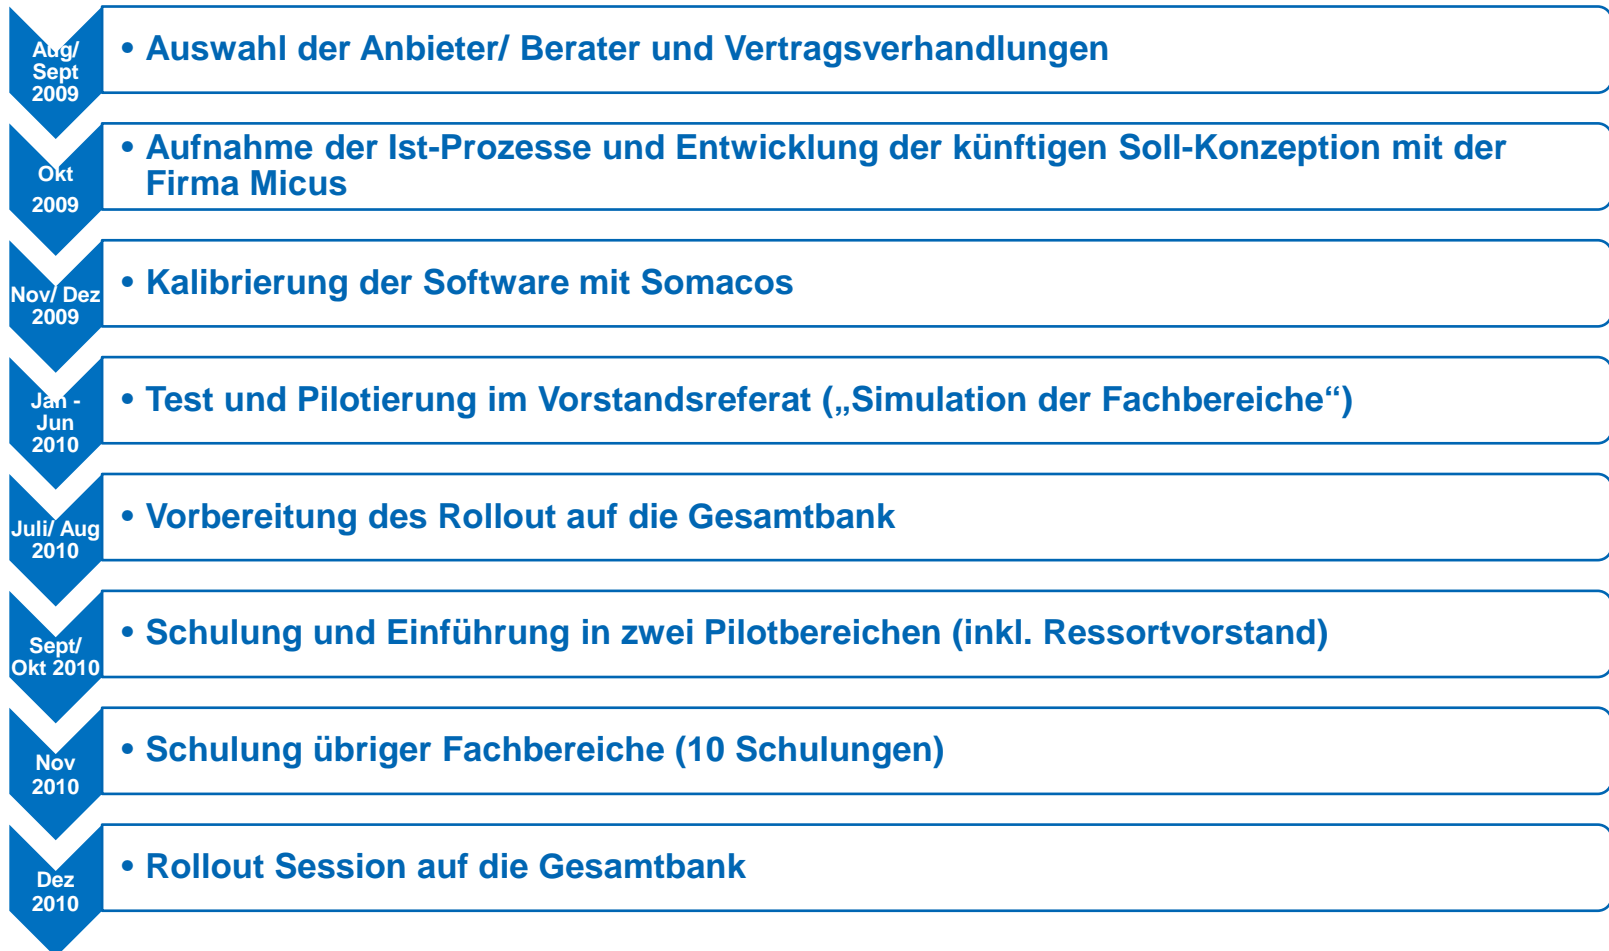 Aug/
Sept
2009
• Auswahl der Anbieter/ Berater und Vertragsverhandlungen
Okt
2009
• Aufnahme der Ist-Prozesse und Entwicklung der künftigen Soll-Konzeption mit der
Firma Micus
Nov/ Dez
2009
• Kalibrierung der Software mit Somacos
Jan -
Jun
2010
• Test und Pilotierung im Vorstandsreferat („Simulation der Fachbereiche“)
Juli/ Aug
2010
• Vorbereitung des Rollout auf die Gesamtbank
Sept/
Okt 2010
• Schulung und Einführung in zwei Pilotbereichen (inkl. Ressortvorstand)
Nov
2010
• Schulung übriger Fachbereiche (10 Schulungen)
Dez
2010
• Rollout Session auf die Gesamtbank